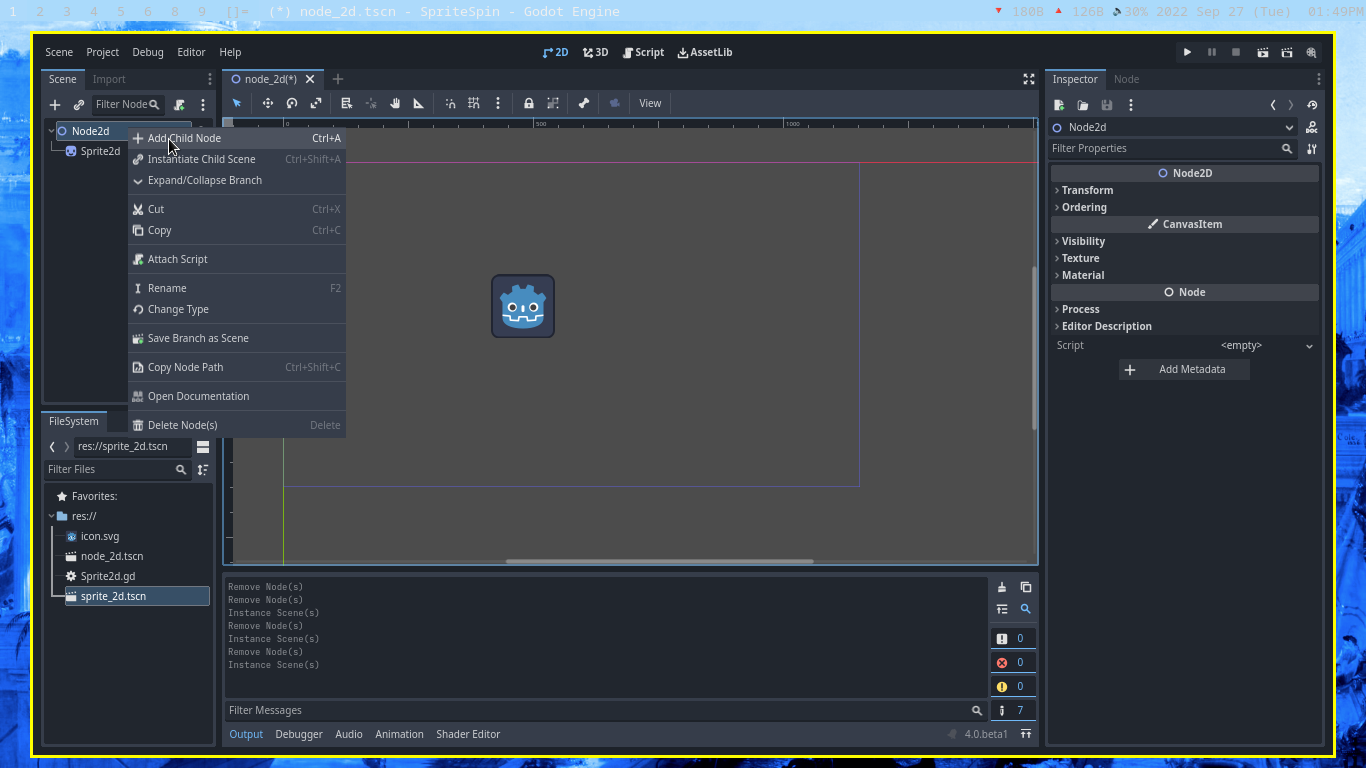 1 2 3 4 5 6 7 8 9 []= (*) node_2d.tscn - SpriteSpin - Godot Engine 180B 126B 30% 2022 Sep 27 (Tue) 01:49PM
Scene Project Debug Editor Help 2D 3D Script AssetLib
Scene Import
node_2d(*)
Inspector Node
Filter Node
View
Node2d
Sprite2d
Add Child Node Ctrl+A
Instantiate Child Scene Ctrl+Shift+A
Expand/Collapse Branch
Cut Ctrl+X
Copy Ctrl+C
Attach Script
Rename F2
Change Type
Save Branch as Scene
Copy Node Path Ctrl+Shift+C
Open Documentation
Delete Node(s) Delete
0 500 1000
FileSystem
res://sprite_2d.tscn
Filter Files
Favorites:
res://
icon.svg
node_2d.tscn
Sprite2d.gd
sprite_2d.tscn
Remove Node(s)
Remove Node(s)
Instance Scene(s)
Remove Node(s)
Instance Scene(s)
Remove Node(s)
Instance Scene(s)
0
0
0
7
Filter Messages
Output Debugger Audio Animation Shader Editor 4.0.beta1
Node2d
Filter Properties
Node2D
Transform
Ordering
CanvasItem
Visibility
Texture
Material
Node
Process
Editor Description
Script <empty>
Add Metadata